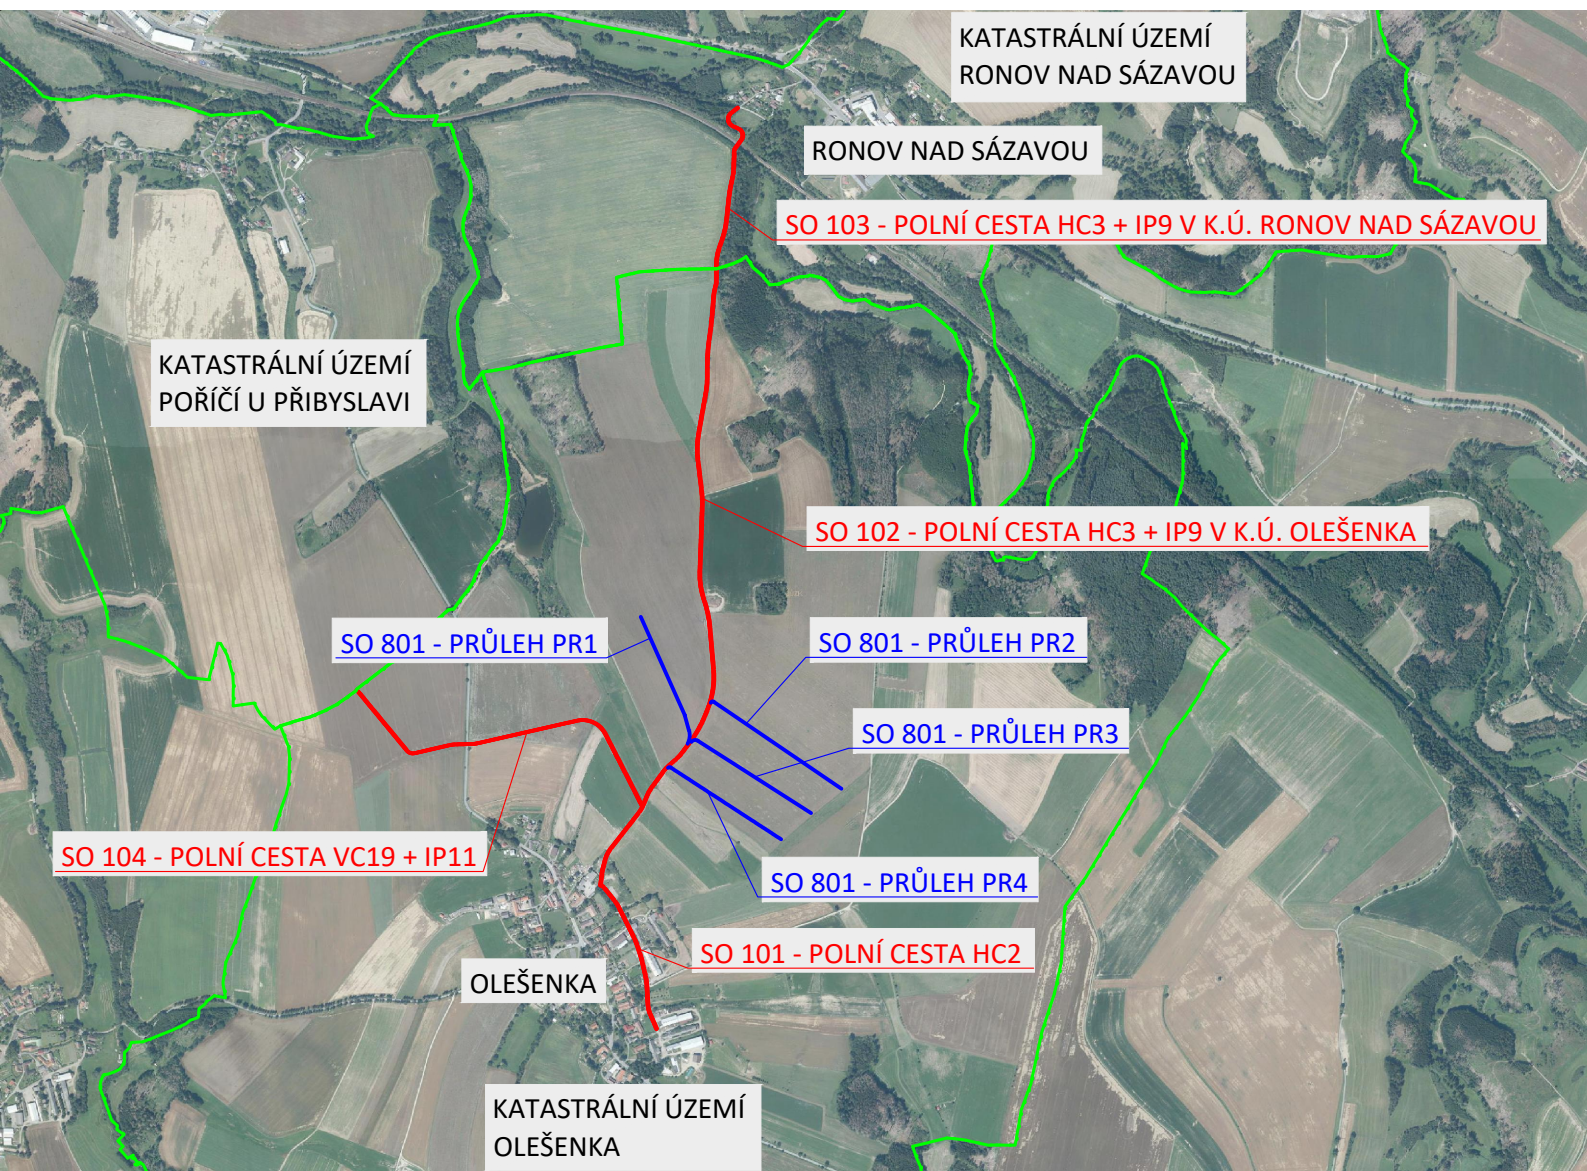 KATASTRÁLNÍ ÚZEMÍ
RONOV NAD SÁZAVOU
RONOV NAD SÁZAVOU
SO 103 - POLNÍ CESTA HC3 + IP9 V K.Ú. RONOV NAD SÁZAVOU
KATASTRÁLNÍ ÚZEMÍ
POŘÍČÍ U PŘIBYSLAVI
SO 102 - POLNÍ CESTA HC3 + IP9 V K.Ú. OLEŠENKA
SO 801 - PRŮLEH PR1
SO 801 - PRŮLEH PR2
SO 801 - PRŮLEH PR3
SO 104 - POLNÍ CESTA VC19 + IP11
SO 801 - PRŮLEH PR4
SO 101 - POLNÍ CESTA HC2
OLEŠENKA
KATASTRÁLNÍ ÚZEMÍ
OLEŠENKA